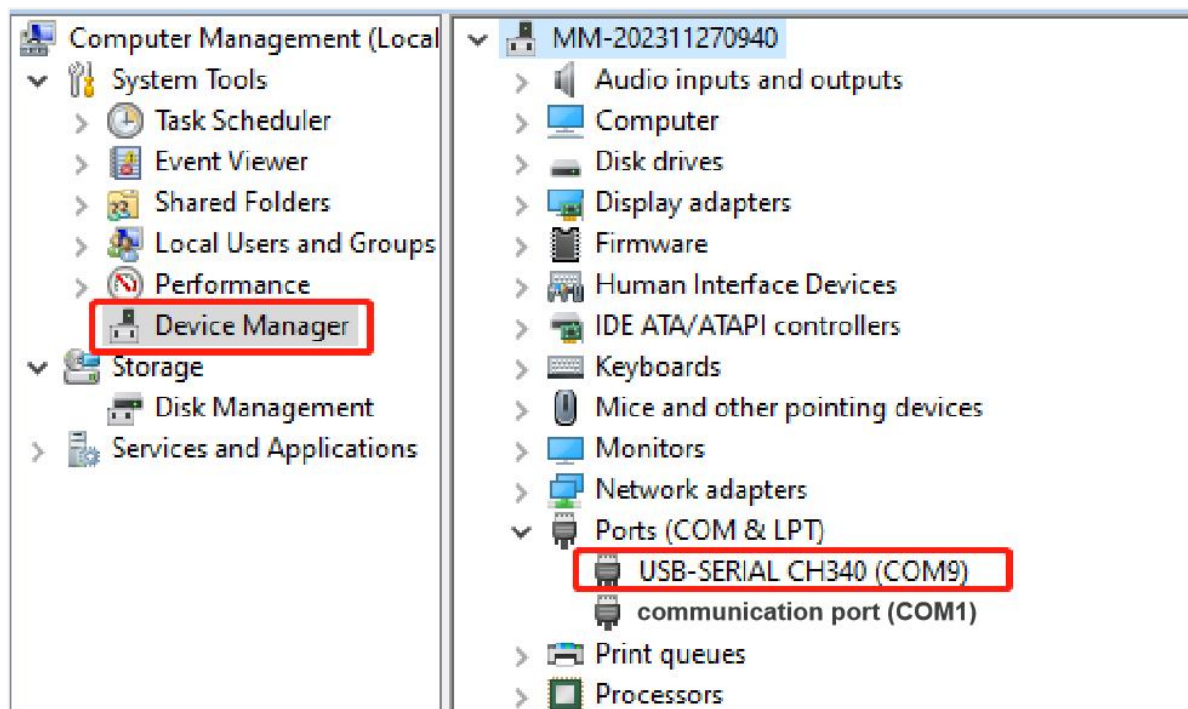 Computer Management (Local
System Tools
Task Scheduler
Event Viewer
Shared Folders
Local Users and Groups
Performance
Device Manager
Storage
Disk Management
Services and Applications
MM-202311270940
Audio inputs and outputs
Computer
Disk drives
Display adapters
Firmware
Human Interface Devices
IDE ATA/ATAPI controllers
Keyboards
Mice and other pointing devices
Monitors
Network adapters
Ports (COM & LPT)
USB-SERIAL CH340 (COM9)
communication port (COM1)
Print queues
Processors